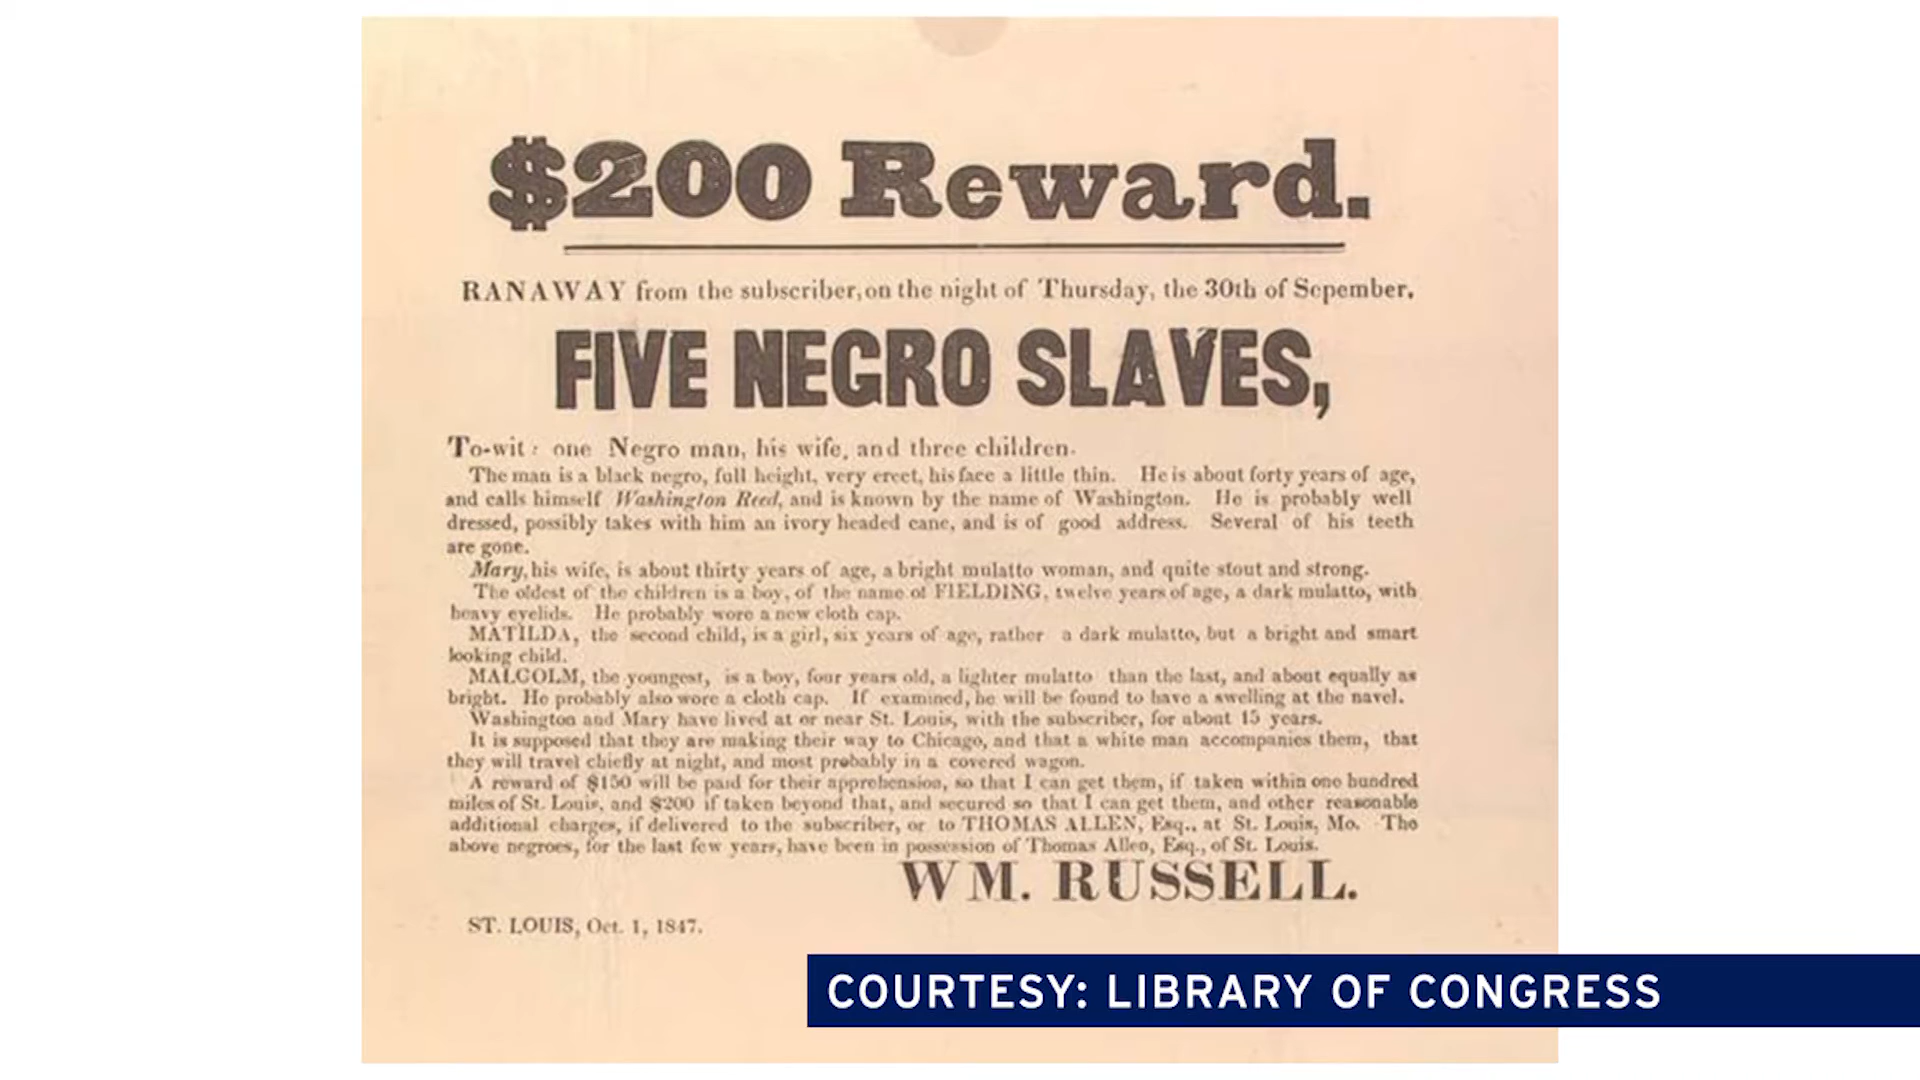 $200 Reward.
RANAWAY from the subscriber, on the night of Thursday, the 30th of Sepember,
FIVE NEGRO SLAVES,
To-wit: one Negro man, his wife, and three children.
The man is a black negro, full height, very erect, his face a little thin. He is about forty years of age,
and calls himself Washington Reed, and is known by the name of Washington. He is probably well
dressed, possibly takes with him an ivory headed cane, and is of good address. Several of his teeth
are gone.
Mary, his wife, is about thirty years of age, a bright mulatto woman, and quite stout and strong.
The oldest of the children is a boy, of the name of FIELDING, twelve years of age, a dark mulatto, with
heavy eyelids. He probably wore a new cloth cap.
MATILDA, the second child, is a girl, six years of age, rather a dark mulatto, but a bright and smart
looking child.
MALCOLM, the youngest, is a boy, four years old, a lighter mulatto than the last, and about equally as
bright. He probably also wore a cloth cap. If examined, he will be found to have a swelling at the navel.
Washington and Mary have lived at or near St. Louis, with the subscriber, for about 15 years.
It is supposed that they are making their way to Chicago, and that a white man accompanies them, that
they will travel chiefly at night, and most probably in a covered wagon.
A reward of $150 will be paid for their apprehension, so that I can get them, if taken within one hundred
miles of St. Louis, and $200 if taken beyond that, and secured so that I can get them, and other reasonable
additional charges, if delivered to the subscriber, or to THOMAS ALLEN, Esq., at St. Louis, Mo. The
above negroes, for the last few years, have been in possession of Thomas Allen, Esq., of St. Louis.
WM. RUSSELL.
ST. LOUIS, Oct. 1, 1847.
COURTESY: LIBRARY OF CONGRESS